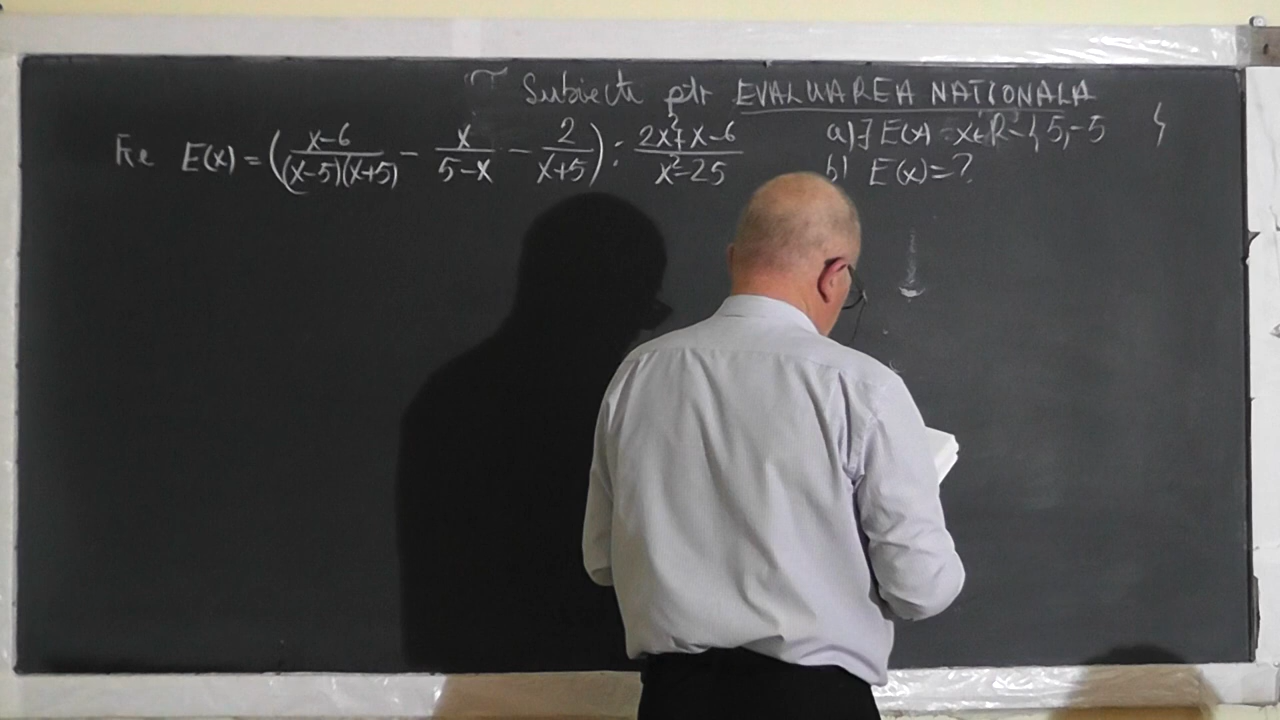 Subiecte ptr EVALUAREA NATIONALA
Fie E(x) = ((x-6)/((x-5)(x+5)) - x/(5-x) - 2/(x+5)) : (2x²+x-6)/(x²-25)
a) ∃ E(x) x∈R-{5,-5
b) E(x)=?